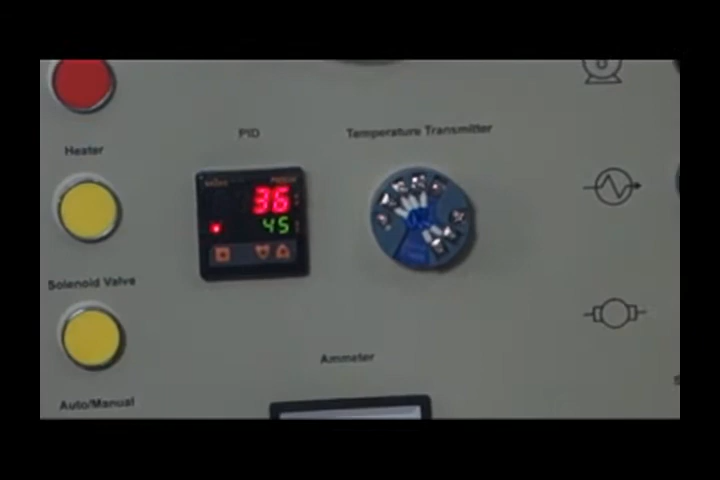 PID
Temperature Transmitter
Heater
36
45
Solenoid Valve
Ammeter
Auto/Manual